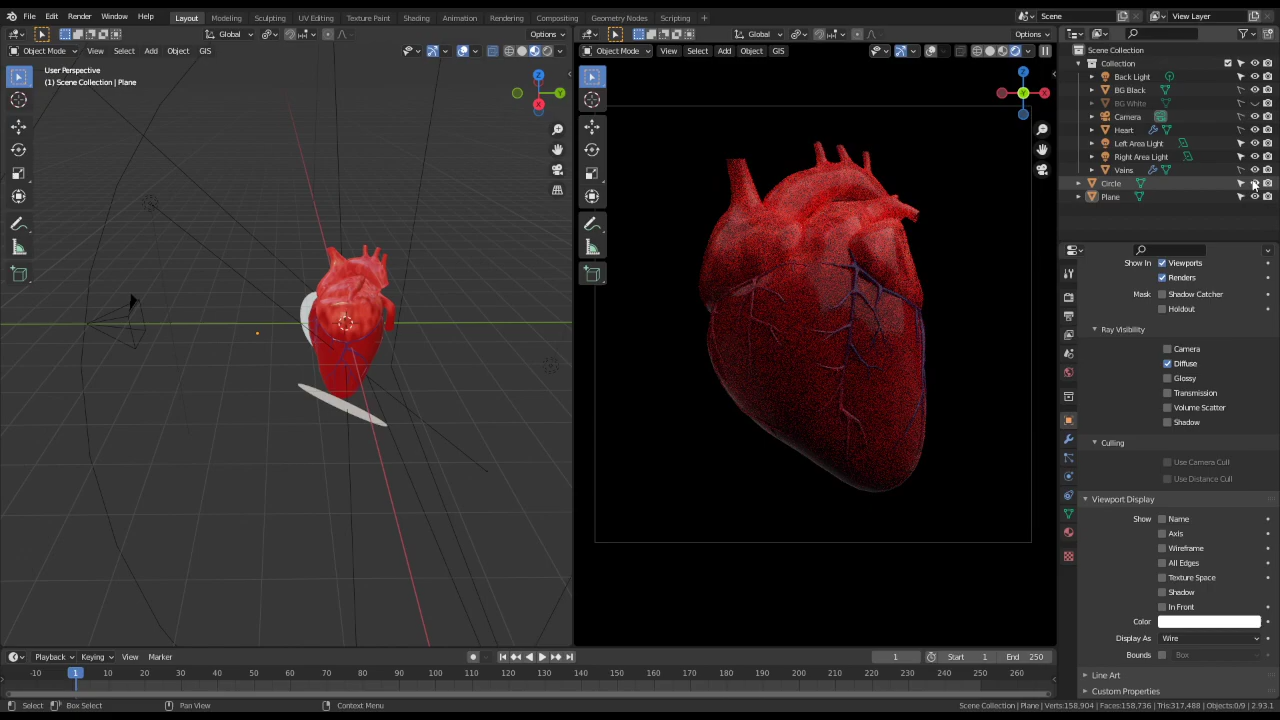 File Edit Render Window Help Layout Modeling Sculpting UV Editing Texture Paint Shading Animation Rendering Compositing Geometry Nodes Scripting + Scene View Layer
Global Options Global Options
Object Mode View Select Add Object GIS Object Mode View Select Add Object GIS
User Perspective
(1) Scene Collection | Plane
Z
Y
X
Z
X
Y
Scene Collection
Collection
Back Light
BG Black
BG White
Camera
Heart
Left Area Light
Right Area Light
Vains
Circle
Plane
Show In Viewports
Renders
Mask Shadow Catcher
Holdout
Ray Visibility
Camera
Diffuse
Glossy
Transmission
Volume Scatter
Shadow
Culling
Use Camera Cull
Use Distance Cull
Viewport Display
Show Name
Axis
Wireframe
All Edges
Texture Space
Shadow
In Front
Color
Display As Wire
Bounds Box
Line Art
Custom Properties
Playback Keying View Marker 1 Start 1 End 250
-10 1 10 20 30 40 50 60 70 80 90 100 110 120 130 140 150 160 170 180 190 200 210 220 230 240 250 260
Select Box Select Pan View Context Menu Scene Collection | Plane | Verts:158,904 | Faces:158,736 | Tris:317,488 | Objects:0/9 | 2.93.1